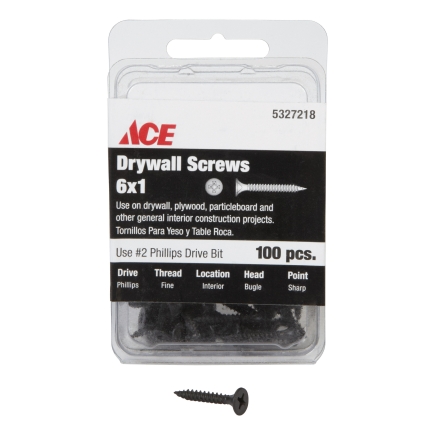 5327218
ACE
Drywall Screws
6x1
Use on drywall, plywood, particleboard and
other general interior construction projects.
Tornillos Para Yeso y Table Roca.
Use #2 Phillips Drive Bit 100 pcs.
Drive Thread Location Head Point
Phillips Fine Interior Bugle Sharp